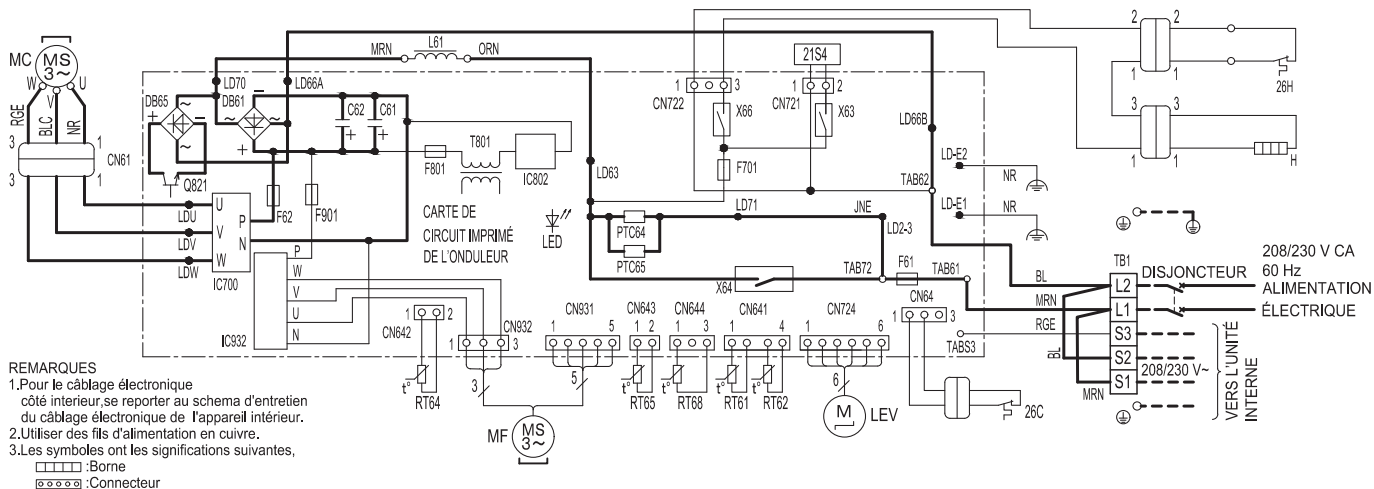 MC
MS
3~
W
U
V
RGE
BLC
NR
3
1
CN61
3
1
MRN
L61
ORN
LD70
LD66A
DB65
DB61
C62
C61
Q821
F62
F901
F801
T801
IC802
CARTE DE
CIRCUIT IMPRIMÉ
DE L'ONDULEUR
LED
LDU
LDV
LDW
U
V
W
P
N
IC700
P
W
V
U
N
IC932
LD63
PTC64
PTC65
LD71
JNE
LD2-3
X64
TAB72
F61
TAB61
CN722
1
3
X66
F701
21S4
CN721
1
2
X63
LD66B
TAB62
LD-E2
NR
LD-E1
NR
2
2
1
1
26H
3
3
1
1
H
CN642
1
2
t°
RT64
CN932
1
3
3
MF
MS
3~
CN931
1
5
5
CN643
1
2
t°
RT65
CN644
1
3
RT68
CN641
1
4
t°
RT61
RT62
CN724
1
6
6
M
LEV
CN64
1
3
TABS3
26C
BL
MRN
RGE
BL
MRN
TB1
L2
L1
S3
S2
S1
DISJONCTEUR
208/230 V CA
60 Hz
ALIMENTATION
ÉLECTRIQUE
208/230 V~
VERS L'UNITÉ
INTERNE
REMARQUES
1.Pour le câblage électronique
côté interieur,se reporter au schema d'entretien
du câblage électronique de l'appareil intérieur.
2.Utiliser des fils d'alimentation en cuivre.
3.Les symboles ont les significations suivantes,
:Borne
:Connecteur